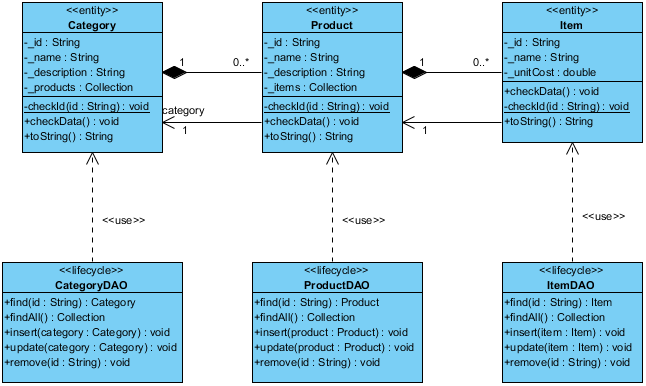 <<entity>>
Category
-_id : String
-_name : String
-_description : String
-_products : Collection
-checkId(id : String) : void
+checkData() : void
+toString() : String
1
0..*
category
1
<<entity>>
Product
-_id : String
-_name : String
-_description : String
-_items : Collection
-checkId(id : String) : void
+checkData() : void
+toString() : String
1
0..*
1
<<entity>>
Item
-_id : String
-_name : String
-_unitCost : double
+checkData() : void
-checkId(id : String) : void
+toString() : String
<<use>>
<<use>>
<<use>>
<<lifecycle>>
CategoryDAO
+find(id : String) : Category
+findAll() : Collection
+insert(category : Category) : void
+update(category : Category) : void
+remove(id : String) : void
<<lifecycle>>
ProductDAO
+find(id : String) : Product
+findAll() : Collection
+insert(product : Product) : void
+update(product : Product) : void
+remove(id : String) : void
<<lifecycle>>
ItemDAO
+find(id : String) : Item
+findAll() : Collection
+insert(item : Item) : void
+update(item : Item) : void
+remove(id : String) : void